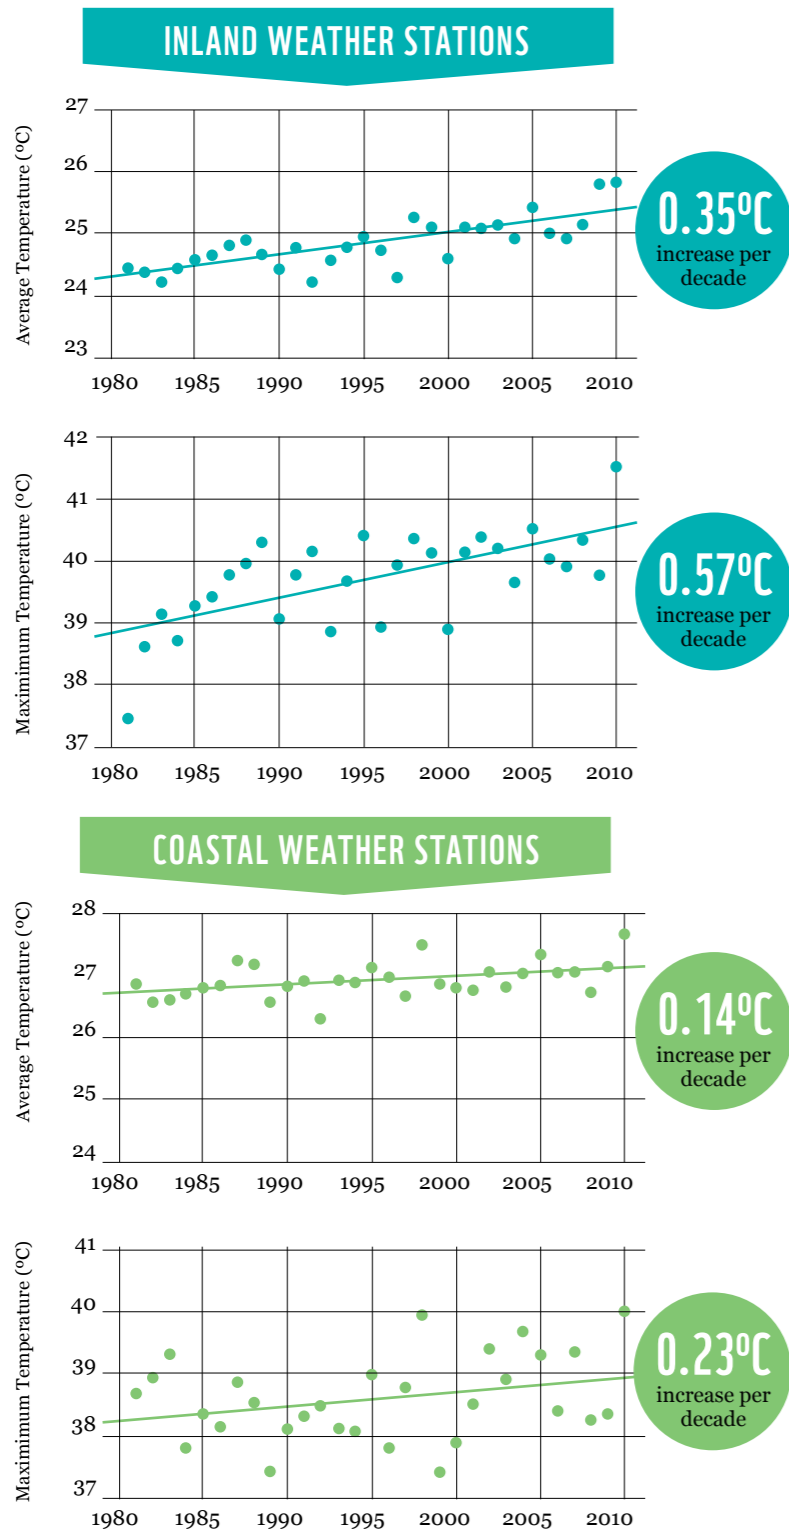 INLAND WEATHER STATIONS
Average Temperature (ºC)
27
26
25
24
23
1980 1985 1990 1995 2000 2005 2010
0.35ºC
increase per
decade
Maximimum Temperature (ºC)
42
41
40
39
38
37
1980 1985 1990 1995 2000 2005 2010
0.57ºC
increase per
decade
COASTAL WEATHER STATIONS
Average Temperature (ºC)
28
27
26
25
24
1980 1985 1990 1995 2000 2005 2010
0.14ºC
increase per
decade
Maximimum Temperature (ºC)
41
40
39
38
37
1980 1985 1990 1995 2000 2005 2010
0.23ºC
increase per
decade